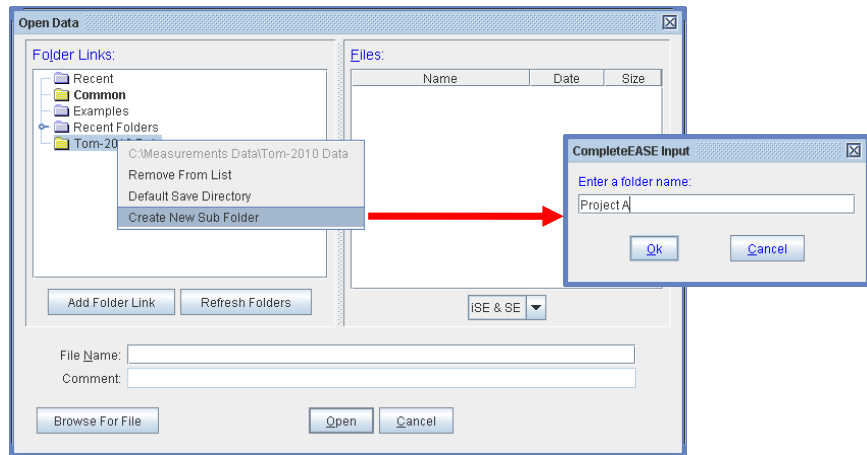 Open Data
Folder Links:
Recent
Common
Examples
Recent Folders
Tom-2010
C:\Measurements Data\Tom-2010 Data
Remove From List
Default Save Directory
Create New Sub Folder
Add Folder Link
Refresh Folders
Files:
Name Date Size
iSE & SE
File Name:
Comment:
Browse For File
Open
Cancel
CompleteEASE Input
Enter a folder name:
Project A
Ok
Cancel